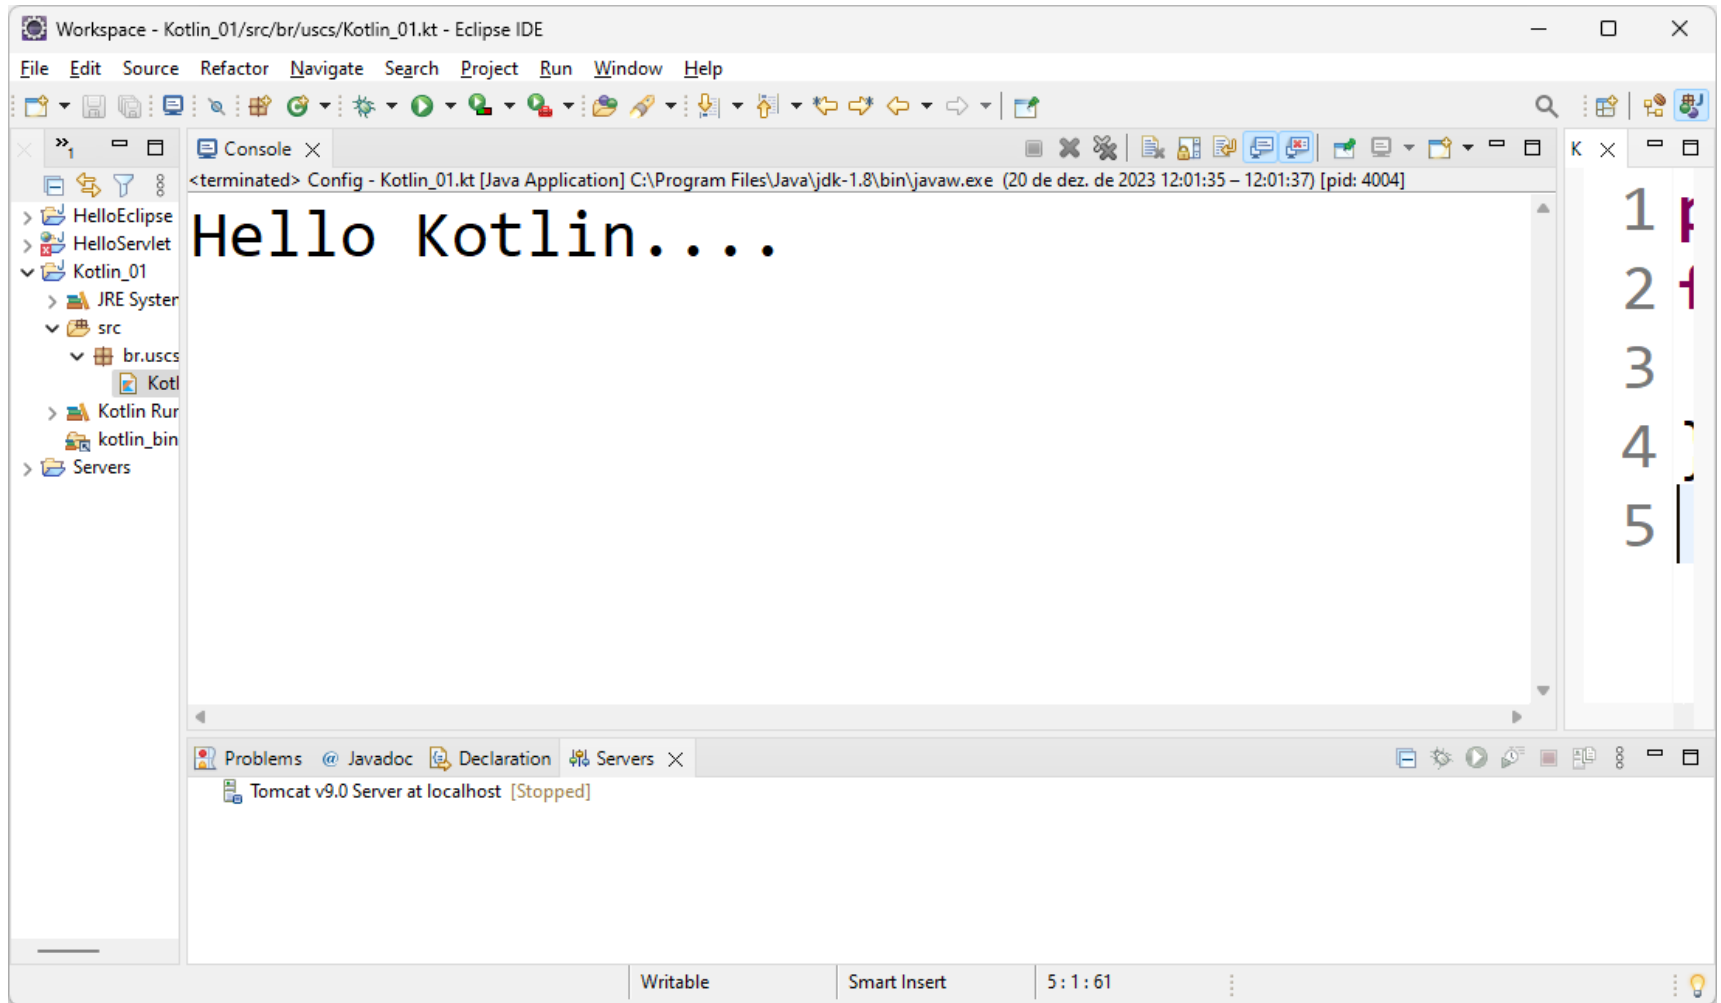 Workspace - Kotlin_01/src/br/uscs/Kotlin_01.kt - Eclipse IDE
File Edit Source Refactor Navigate Search Project Run Window Help
Console
<terminated> Config - Kotlin_01.kt [Java Application] C:\Program Files\Java\jdk-1.8\bin\javaw.exe (20 de dez. de 2023 12:01:35 – 12:01:37) [pid: 4004]
Hello Kotlin....
HelloEclipse
HelloServlet
Kotlin_01
JRE System
src
br.uscs
Kotl
Kotlin Run
kotlin_bin
Servers
K
1
2
3
4 }
5
Problems @ Javadoc Declaration Servers
Tomcat v9.0 Server at localhost [Stopped]
Writable Smart Insert 5 : 1 : 61